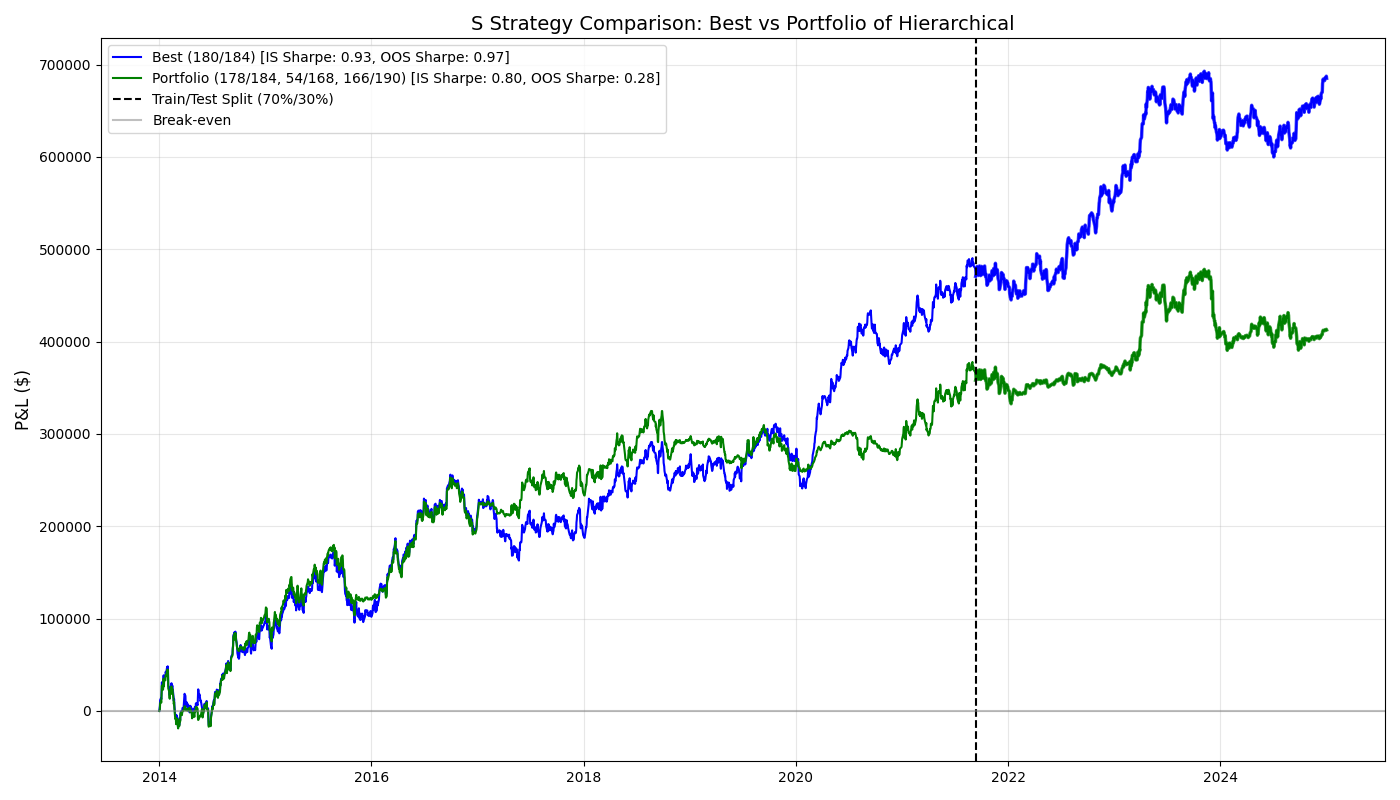 S Strategy Comparison: Best vs Portfolio of Hierarchical
Best (180/184) [IS Sharpe: 0.93, OOS Sharpe: 0.97]
Portfolio (178/184, 54/168, 166/190) [IS Sharpe: 0.80, OOS Sharpe: 0.28]
Train/Test Split (70%/30%)
Break-even
P&L ($)
700000
600000
500000
400000
300000
200000
100000
0
2014 2016 2018 2020 2022 2024